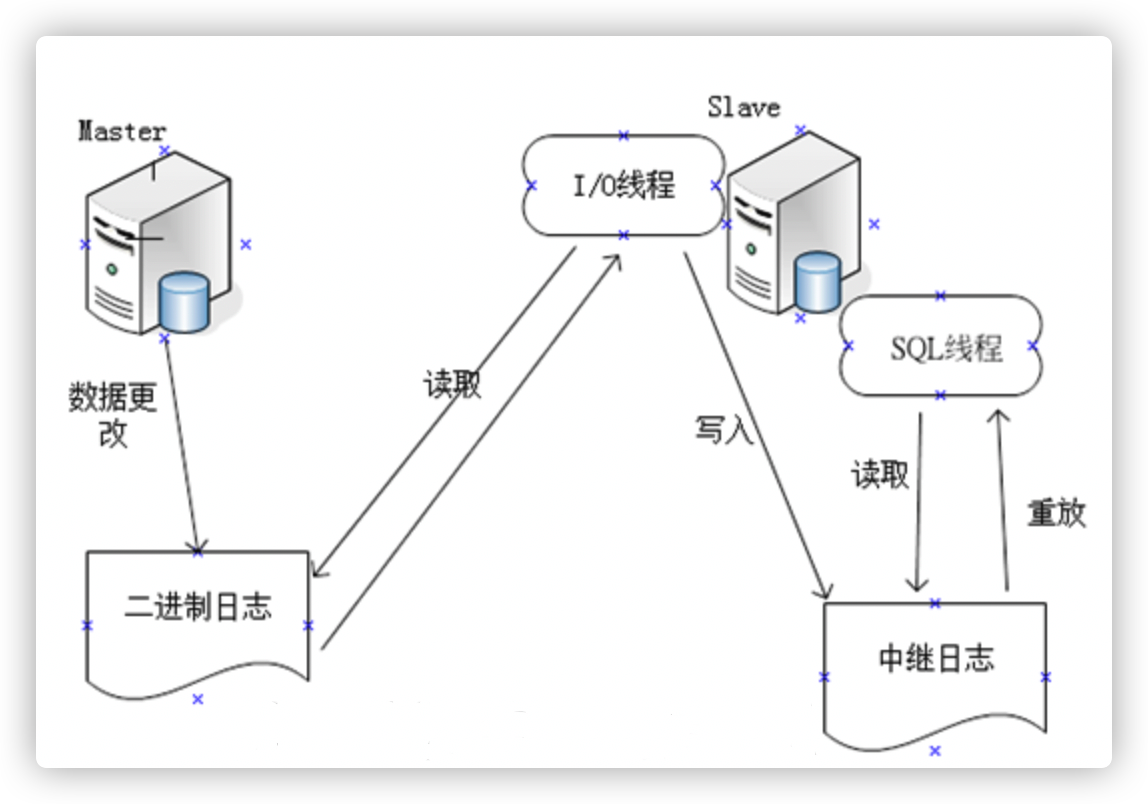 Master
Slave
I/O线程
SQL线程
读取
数据更
改
写入
读取
重放
二进制日志
中继日志